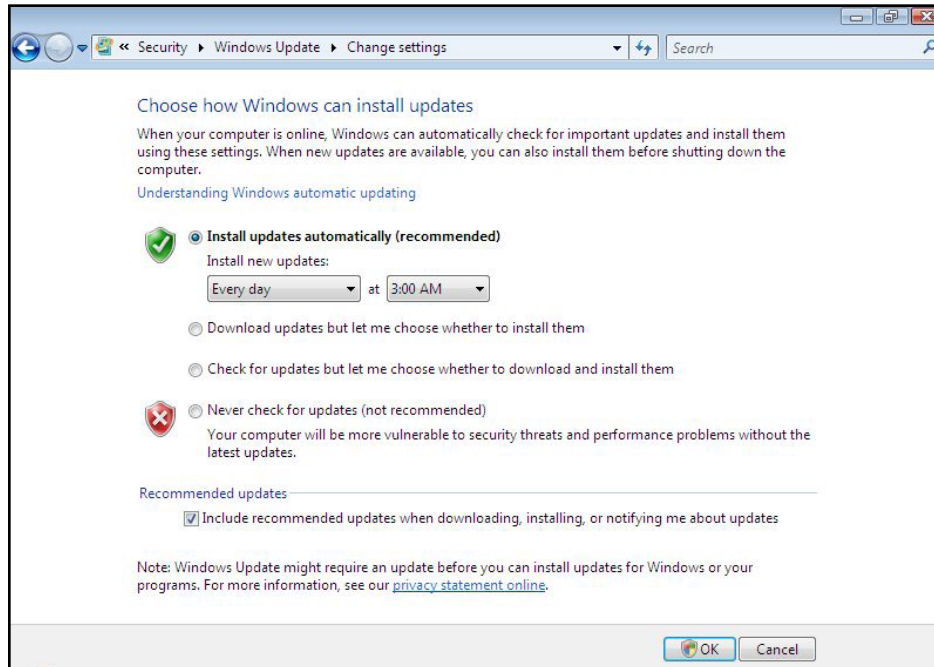 « Security ▸ Windows Update ▸ Change settings
Search
Choose how Windows can install updates
When your computer is online, Windows can automatically check for important updates and install them
using these settings. When new updates are available, you can also install them before shutting down the
computer.
Understanding Windows automatic updating
Install updates automatically (recommended)
Install new updates:
Every day at 3:00 AM
Download updates but let me choose whether to install them
Check for updates but let me choose whether to download and install them
Never check for updates (not recommended)
Your computer will be more vulnerable to security threats and performance problems without the
latest updates.
Recommended updates
Include recommended updates when downloading, installing, or notifying me about updates
Note: Windows Update might require an update before you can install updates for Windows or your
programs. For more information, see our privacy statement online.
OK Cancel